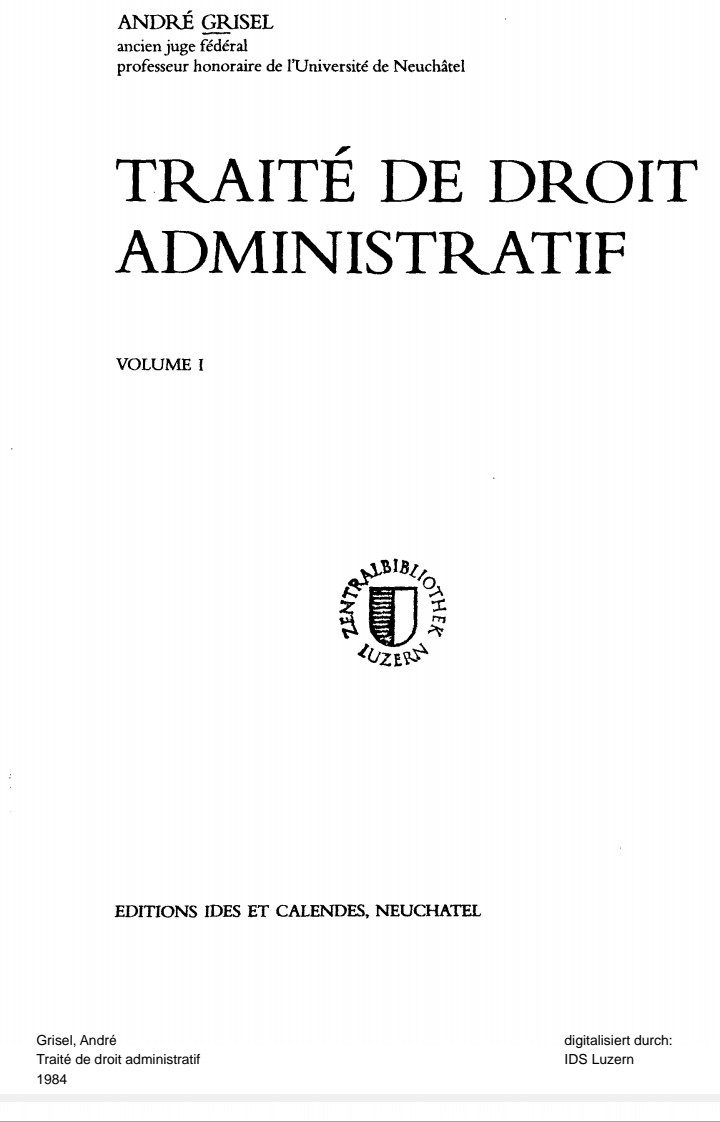 ANDRÉ GRISEL
ancien juge fédéral
professeur honoraire de l'Université de Neuchâtel
TRAITÉ DE DROIT
ADMINISTRATIF
VOLUME I
ZENTRALBIBLIOTHEK
LUZERN
EDITIONS IDES ET CALENDES, NEUCHATEL
Grisel, André
Traité de droit administratif
1984
digitalisiert durch:
IDS Luzern